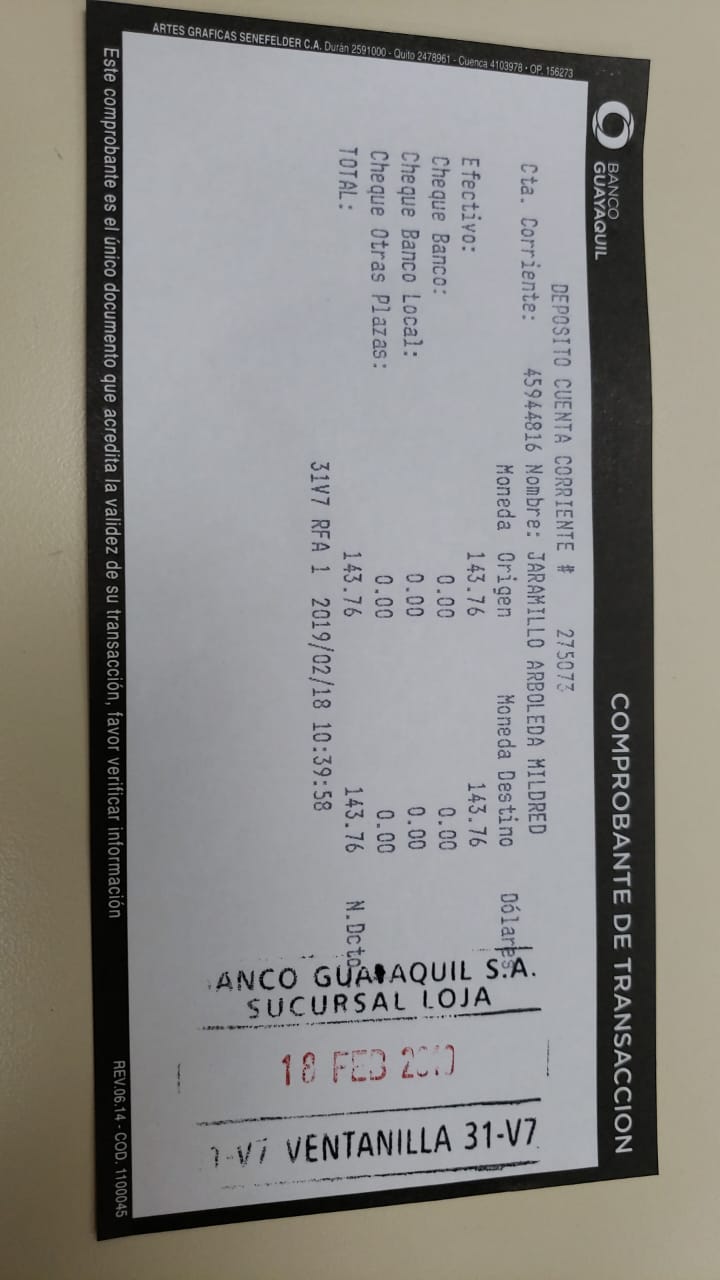 BANCO
GUAYAQUIL
COMPROBANTE DE TRANSACCION
DEPOSITO CUENTA CORRIENTE # 275073
Cta. Corriente: 45944816 Nombre: JARAMILLO ARBOLEDA MILDRED
Moneda Origen Moneda Destino Dólares
Efectivo: 143.76 143.76
Cheque Banco: 0.00 0.00
Cheque Banco Local: 0.00 0.00
Cheque Otras Plazas: 0.00 0.00
TOTAL: 143.76 143.76 N.Dcto
31V7 RFA 1 2019/02/18 10:39:58
ANCO GUAYAQUIL S.A.
SUCURSAL LOJA
18 FEB
VENTANILLA 31-V7
ARTES GRAFICAS SENEFELDER C.A. Durán 2591000 - Quito 2478961 - Cuenca 4103978 • OP. 156273
Este comprobante es el único documento que acredita la validez de su transacción, favor verificar información
REV.06.14 - COD. 1100045